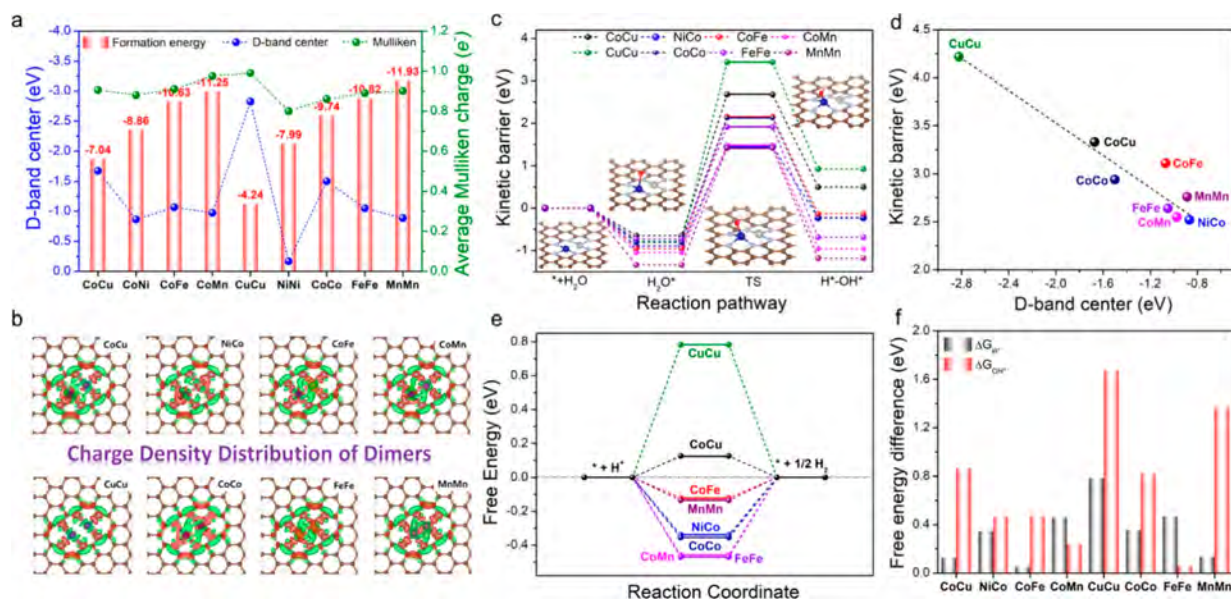 a
Formation energy
D-band center
Mulliken
D-band center (eV)
-4.0
-3.5
-3.0
-2.5
-2.0
-1.5
-1.0
-0.5
0.0
-7.04
-8.86
-10.63
-11.25
-4.24
-7.99
-9.74
-10.82
-11.93
1.2
1.0
0.8
0.6
0.4
0.2
0.0
Average Mulliken charge (e)
CoCu CoNi CoFe CoMn CuCu NiNi CoCo FeFe MnMn
b
CoCu NiCo CoFe CoMn
Charge Density Distribution of Dimers
CuCu CoCo FeFe MnMn
c
CoCu NiCo CoFe CoMn
CuCu CoCo FeFe MnMn
Kinetic barrier (eV)
4
3
2
1
0
-1
*+H₂O H₂O* TS H*-OH*
Reaction pathway
d
Kinetic barrier (eV)
4.5
4.0
3.5
3.0
2.5
2.0
CuCu
CoCu
CoFe
CoCo
MnMn
FeFe
CoMn
NiCo
-2.8 -2.4 -2.0 -1.6 -1.2 -0.8
D-band center (eV)
e
Free Energy (eV)
0.8
0.6
0.4
0.2
0.0
-0.2
-0.4
CuCu
CoCu
* + H⁺
* + 1/2 H₂
CoFe
MnMn
NiCo
CoCo
CoMn
FeFe
Reaction Coordinate
f
Free energy difference (eV)
2.0
1.6
1.2
0.8
0.4
0.0
ΔG
ΔG
CoCu NiCo CoFe CoMn CuCu CoCo FeFe MnMn